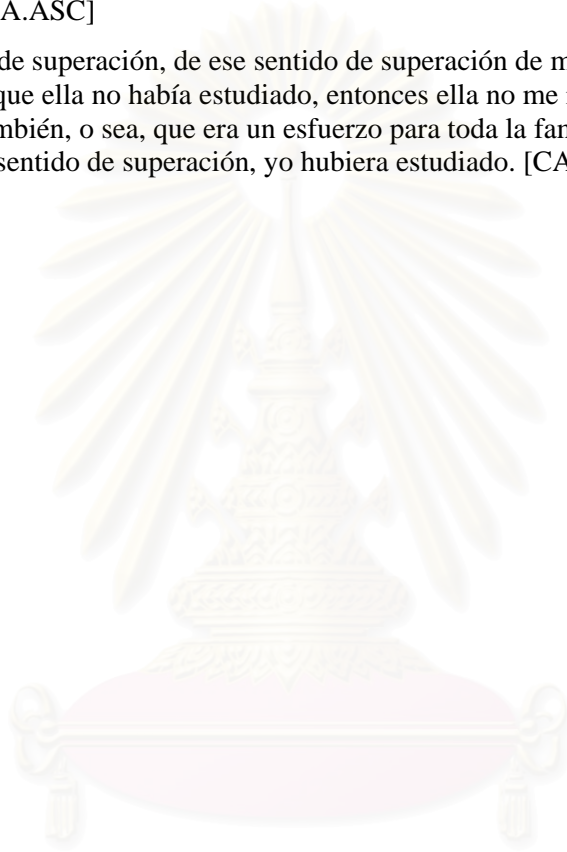 A.ASC]
de superación, de ese sentido de superación de m
que ella no había estudiado, entonces ella no me
mbién, o sea, que era un esfuerzo para toda la fan
sentido de superación, yo hubiera estudiado. [CA